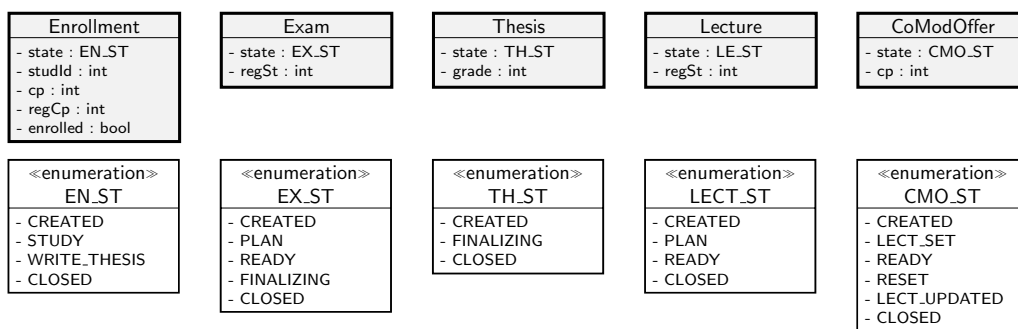 Enrollment
- state : EN_ST
- studId : int
- cp : int
- regCp : int
- enrolled : bool
Exam
- state : EX_ST
- regSt : int
Thesis
- state : TH_ST
- grade : int
Lecture
- state : LE_ST
- regSt : int
CoModOffer
- state : CMO_ST
- cp : int
≪enumeration≫
EN_ST
- CREATED
- STUDY
- WRITE_THESIS
- CLOSED
≪enumeration≫
EX_ST
- CREATED
- PLAN
- READY
- FINALIZING
- CLOSED
≪enumeration≫
TH_ST
- CREATED
- FINALIZING
- CLOSED
≪enumeration≫
LECT_ST
- CREATED
- PLAN
- READY
- CLOSED
≪enumeration≫
CMO_ST
- CREATED
- LECT_SET
- READY
- RESET
- LECT_UPDATED
- CLOSED